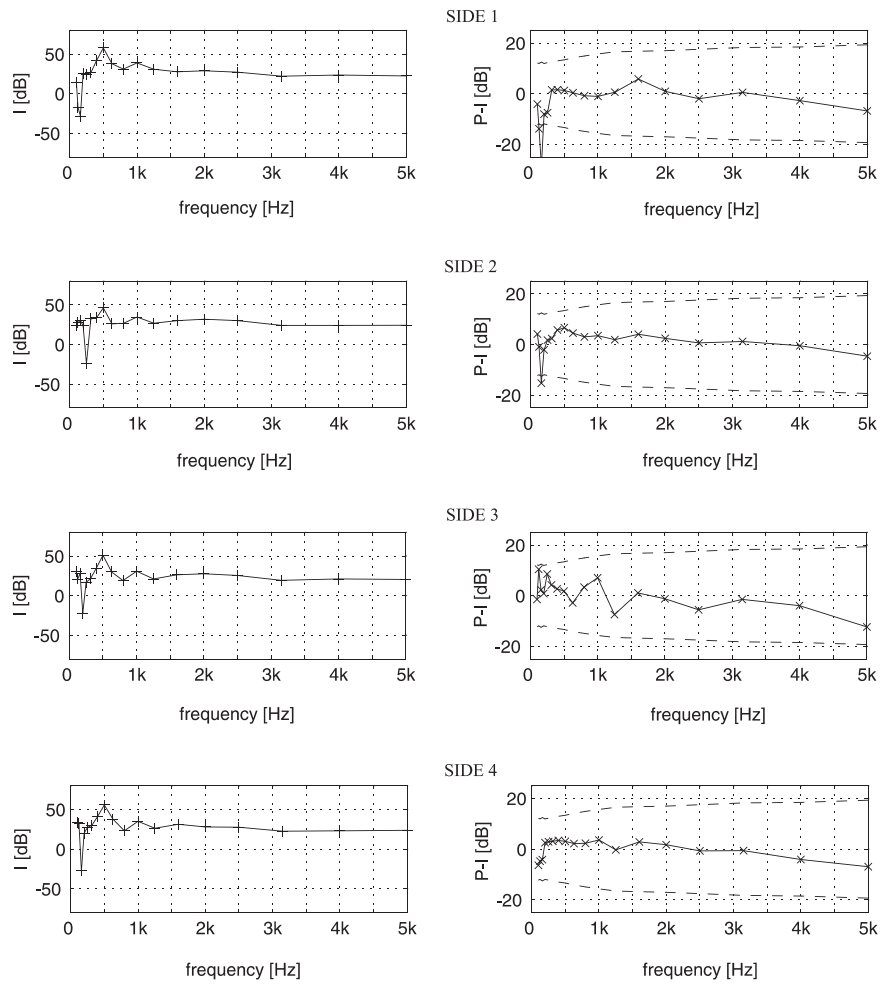 SIDE 1
I [dB]
50
0
-50
0 1k 2k 3k 4k 5k
frequency [Hz]
P-I [dB]
20
0
-20
0 1k 2k 3k 4k 5k
frequency [Hz]
SIDE 2
I [dB]
50
0
-50
0 1k 2k 3k 4k 5k
frequency [Hz]
P-I [dB]
20
0
-20
0 1k 2k 3k 4k 5k
frequency [Hz]
SIDE 3
I [dB]
50
0
-50
0 1k 2k 3k 4k 5k
frequency [Hz]
P-I [dB]
20
0
-20
0 1k 2k 3k 4k 5k
frequency [Hz]
SIDE 4
I [dB]
50
0
-50
0 1k 2k 3k 4k 5k
frequency [Hz]
P-I [dB]
20
0
-20
0 1k 2k 3k 4k 5k
frequency [Hz]